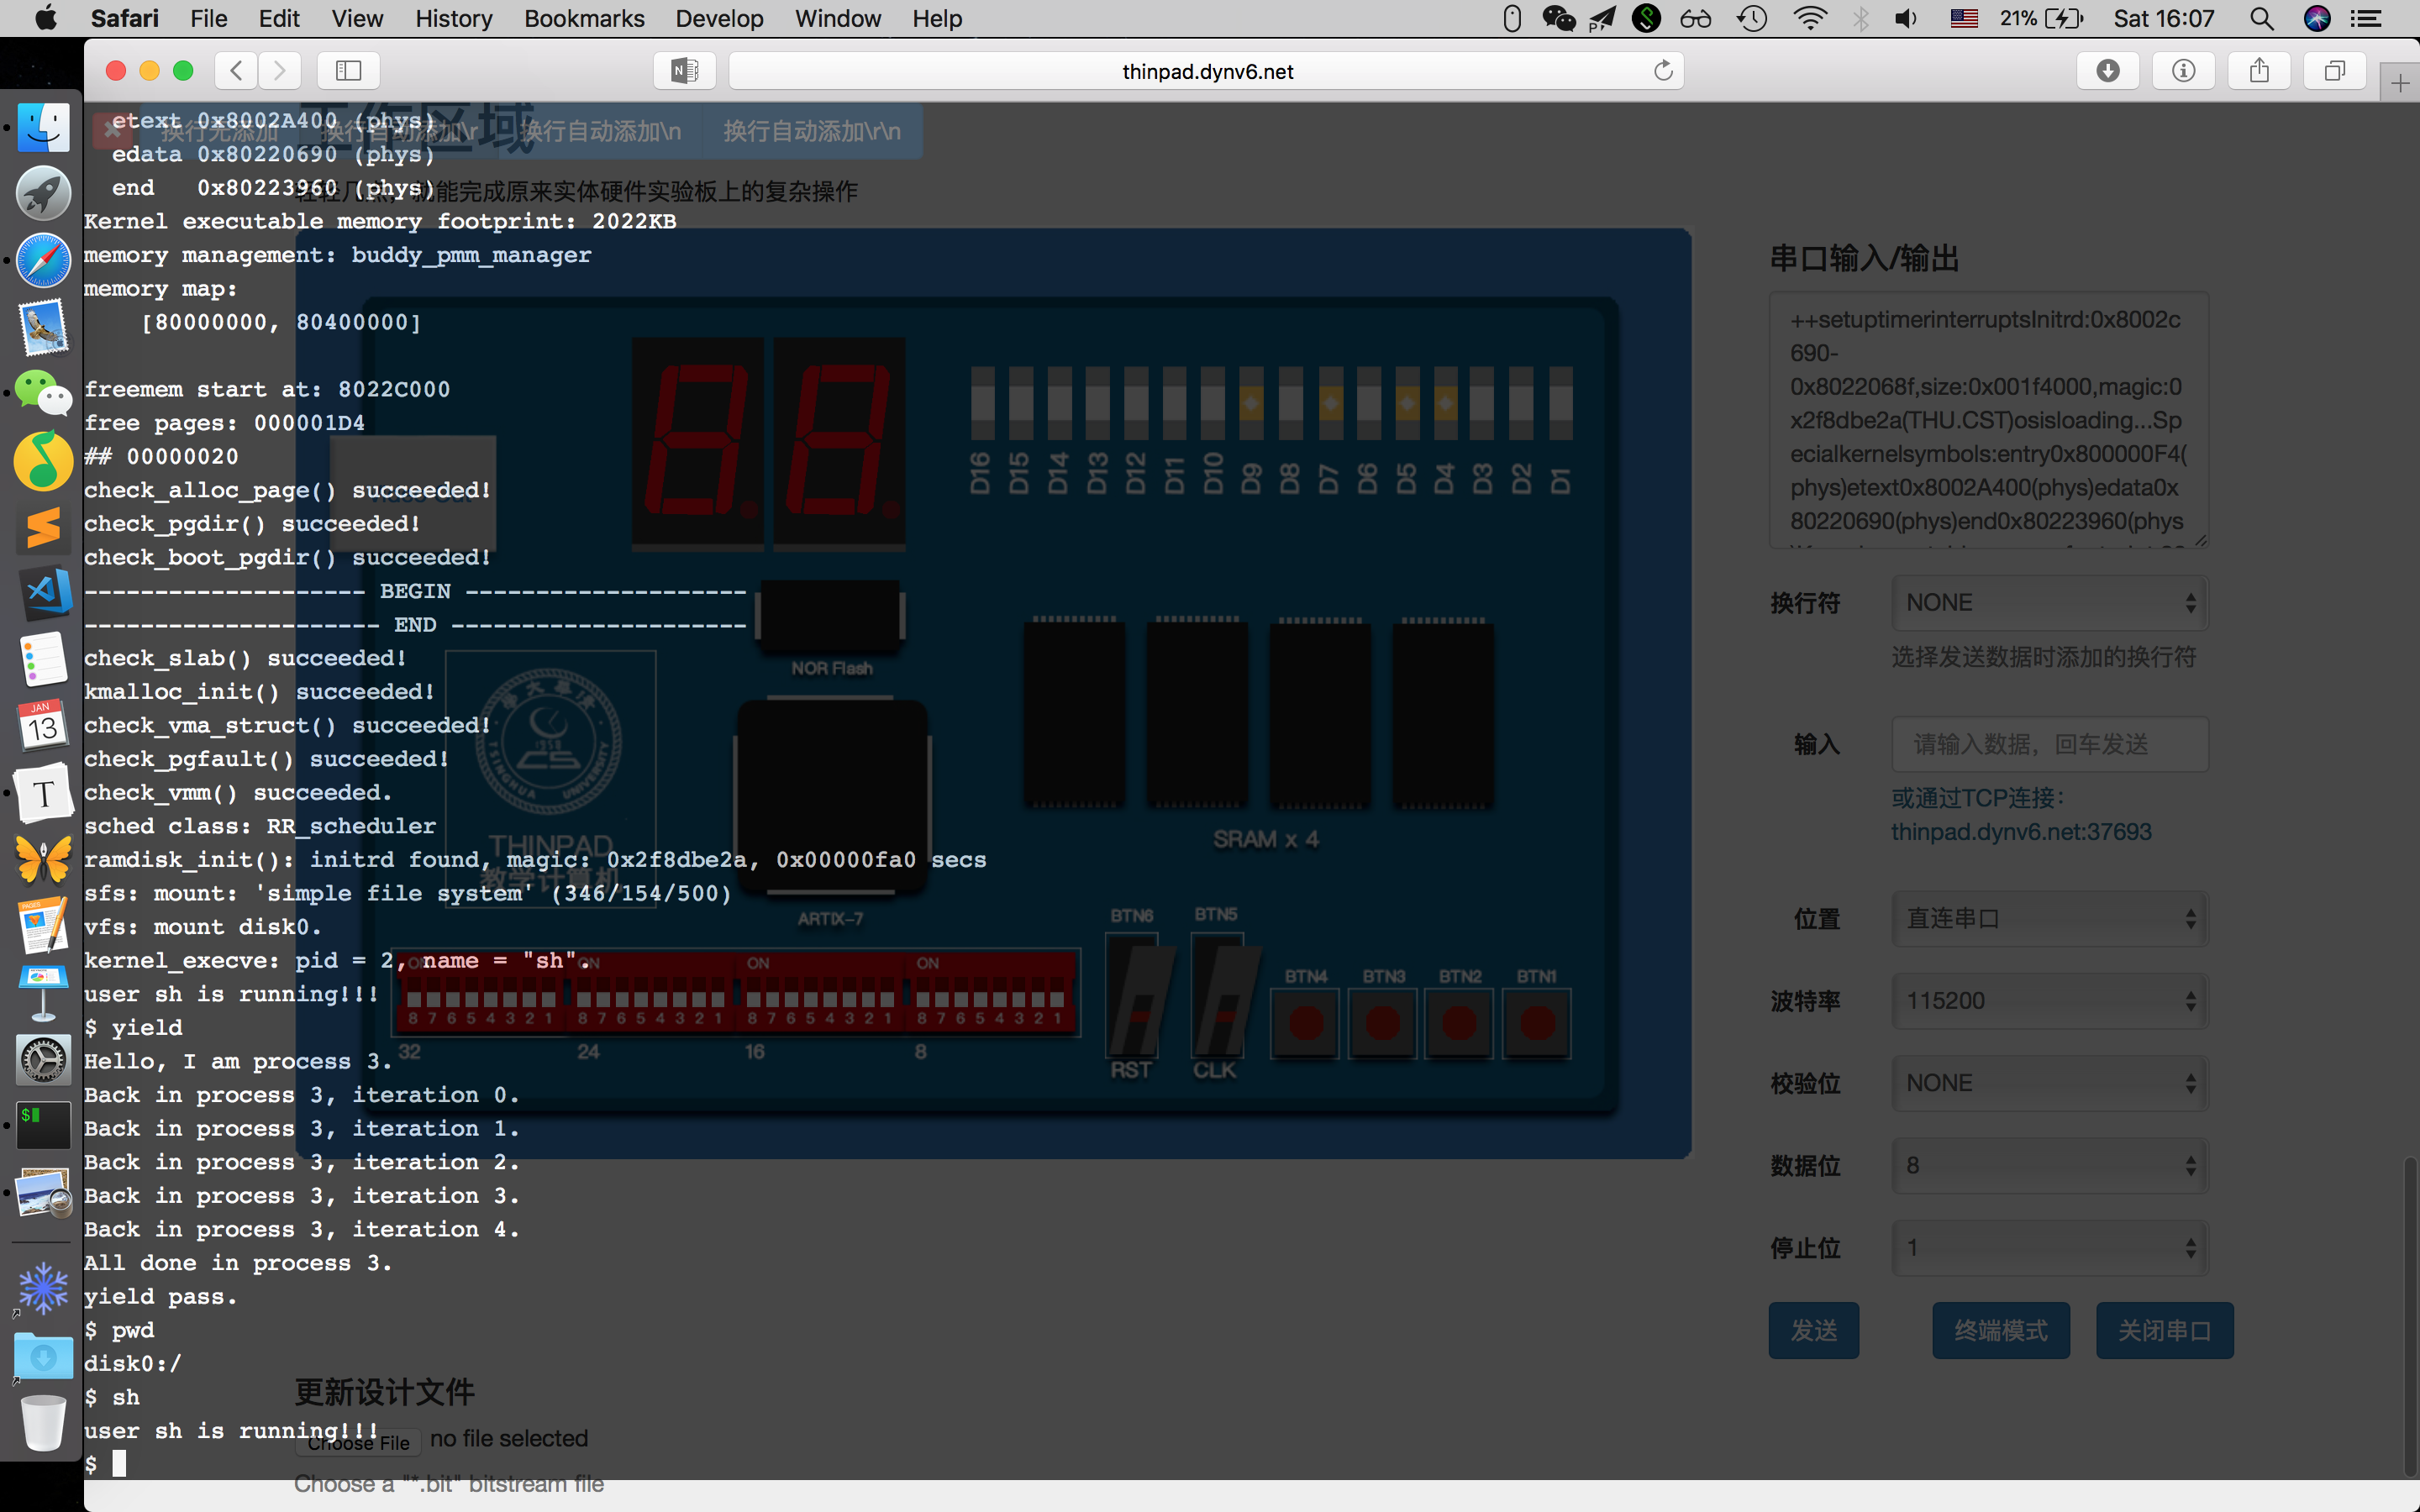 Safari File Edit View History Bookmarks Develop Window Help
21% Sat 16:07
thinpad.dynv6.net
工作区域
换行无添加 换行自动添加\r 换行自动添加\n 换行自动添加\r\n
轻轻几点，就能完成原来实体硬件实验板上的复杂操作
etext 0x8002A400 (phys)
edata 0x80220690 (phys)
end 0x80223960 (phys)
Kernel executable memory footprint: 2022KB
memory management: buddy_pmm_manager
memory map:
[80000000, 80400000]
freemem start at: 8022C000
free pages: 000001D4
## 00000020
check_alloc_page() succeeded!
check_pgdir() succeeded!
check_boot_pgdir() succeeded!
-------------------- BEGIN --------------------
--------------------- END ---------------------
check_slab() succeeded!
kmalloc_init() succeeded!
check_vma_struct() succeeded!
check_pgfault() succeeded!
check_vmm() succeeded.
sched class: RR_scheduler
ramdisk_init(): initrd found, magic: 0x2f8dbe2a, 0x00000fa0 secs
sfs: mount: 'simple file system' (346/154/500)
vfs: mount disk0.
kernel_execve: pid = 2, name = "sh".
user sh is running!!!
$ yield
Hello, I am process 3.
Back in process 3, iteration 0.
Back in process 3, iteration 1.
Back in process 3, iteration 2.
Back in process 3, iteration 3.
Back in process 3, iteration 4.
All done in process 3.
yield pass.
$ pwd
disk0:/
$ sh
user sh is running!!!
$
D16 D15 D14 D13 D12 D11 D10 D9 D8 D7 D6 D5 D4 D3 D2 D1
NOR Flash
1958
TSINGHUA UNIVERSITY
THINPAD
教学计算机
ARTIX-7
SRAM x 4
ON ON ON ON
8 7 6 5 4 3 2 1 8 7 6 5 4 3 2 1 8 7 6 5 4 3 2 1 8 7 6 5 4 3 2 1
32 24 16 8
BTN6 BTN5
RST CLK
BTN4 BTN3 BTN2 BTN1
更新设计文件
Choose File no file selected
Choose a "*.bit" bitstream file
串口输入/输出
++setuptimerinterruptsInitrd:0x8002c
690-
0x8022068f,size:0x001f4000,magic:0
x2f8dbe2a(THU.CST)osisloading...Sp
ecialkernelsymbols:entry0x800000F4(
phys)etext0x8002A400(phys)edata0x
80220690(phys)end0x80223960(phys
换行符 NONE
选择发送数据时添加的换行符
输入 请输入数据，回车发送
或通过TCP连接：
thinpad.dynv6.net:37693
位置 直连串口
波特率 115200
校验位 NONE
数据位 8
停止位 1
发送 终端模式 关闭串口
JAN
13